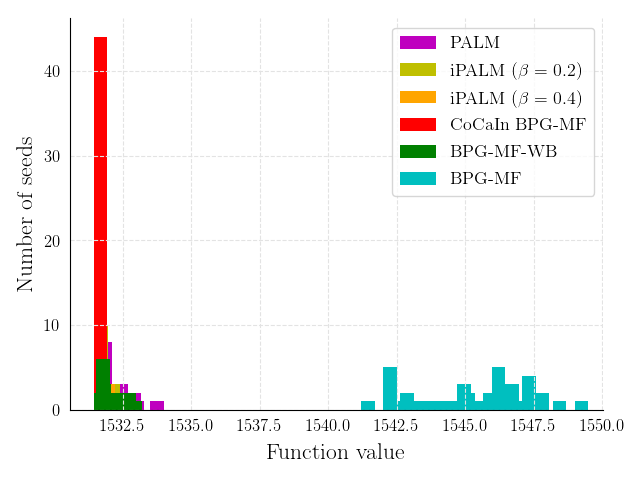 PALM
iPALM (β = 0.2)
iPALM (β = 0.4)
CoCaIn BPG-MF
BPG-MF-WB
BPG-MF
Number of seeds
40
30
20
10
0
1532.5 1535.0 1537.5 1540.0 1542.5 1545.0 1547.5 1550.0
Function value